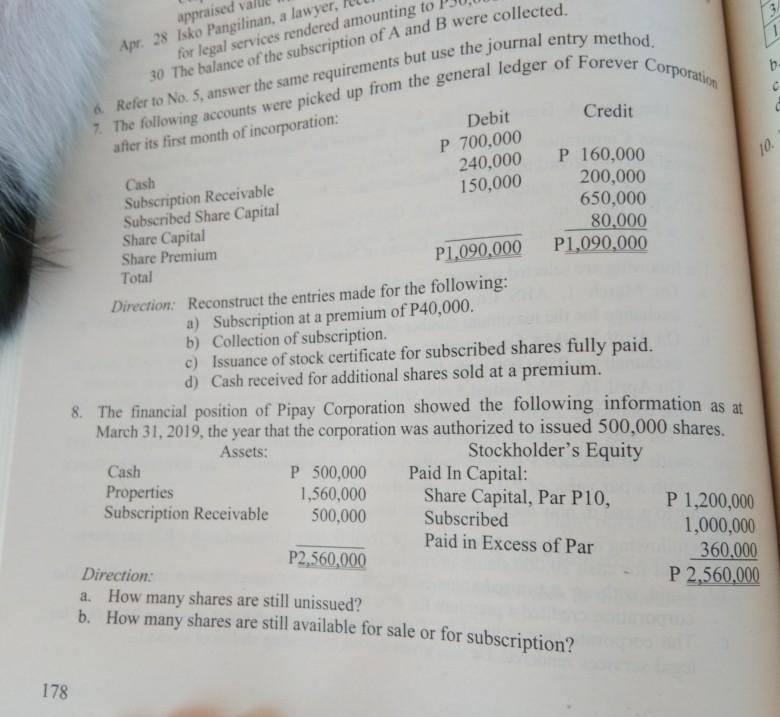 appraised
Apr. 28 Isko Pangilinan, a lawyer,
for legal services rendered amounting to
30 The balance of the subscription of A and B were collected.
6. Refer to No. 5, answer the same requirements but use the journal entry method.
7. The following accounts were picked up from the general ledger of Forever Corporation
after its first month of incorporation:
Debit Credit
Cash P 700,000
Subscription Receivable 240,000 P 160,000
Subscribed Share Capital 150,000 200,000
Share Capital 650,000
Share Premium 80,000
Total P1,090,000 P1,090,000
Direction: Reconstruct the entries made for the following:
a) Subscription at a premium of P40,000.
b) Collection of subscription.
c) Issuance of stock certificate for subscribed shares fully paid.
d) Cash received for additional shares sold at a premium.
8. The financial position of Pipay Corporation showed the following information as at
March 31, 2019, the year that the corporation was authorized to issued 500,000 shares.
Assets: Stockholder's Equity
Cash P 500,000 Paid In Capital:
Properties 1,560,000 Share Capital, Par P10, P 1,200,000
Subscription Receivable 500,000 Subscribed 1,000,000
Paid in Excess of Par 360,000
P2,560,000 P 2,560,000
Direction:
a. How many shares are still unissued?
b. How many shares are still available for sale or for subscription?
178
3
1
b.
c
10.